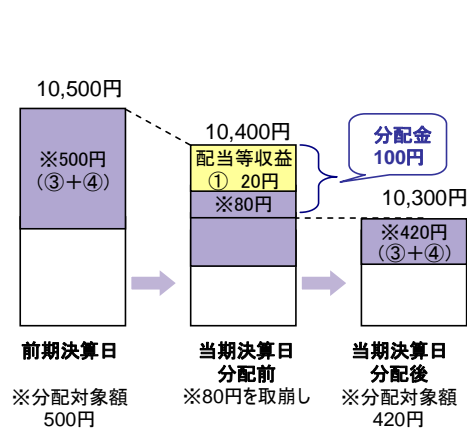 10,500円
※500円
(③+④)
10,400円
配当等収益
① 20円
※80円
分配金
100円
10,300円
※420円
(③+④)
前期決算日
※分配対象額
500円
当期決算日
分配前
※80円を取崩し
当期決算日
分配後
※分配対象額
420円